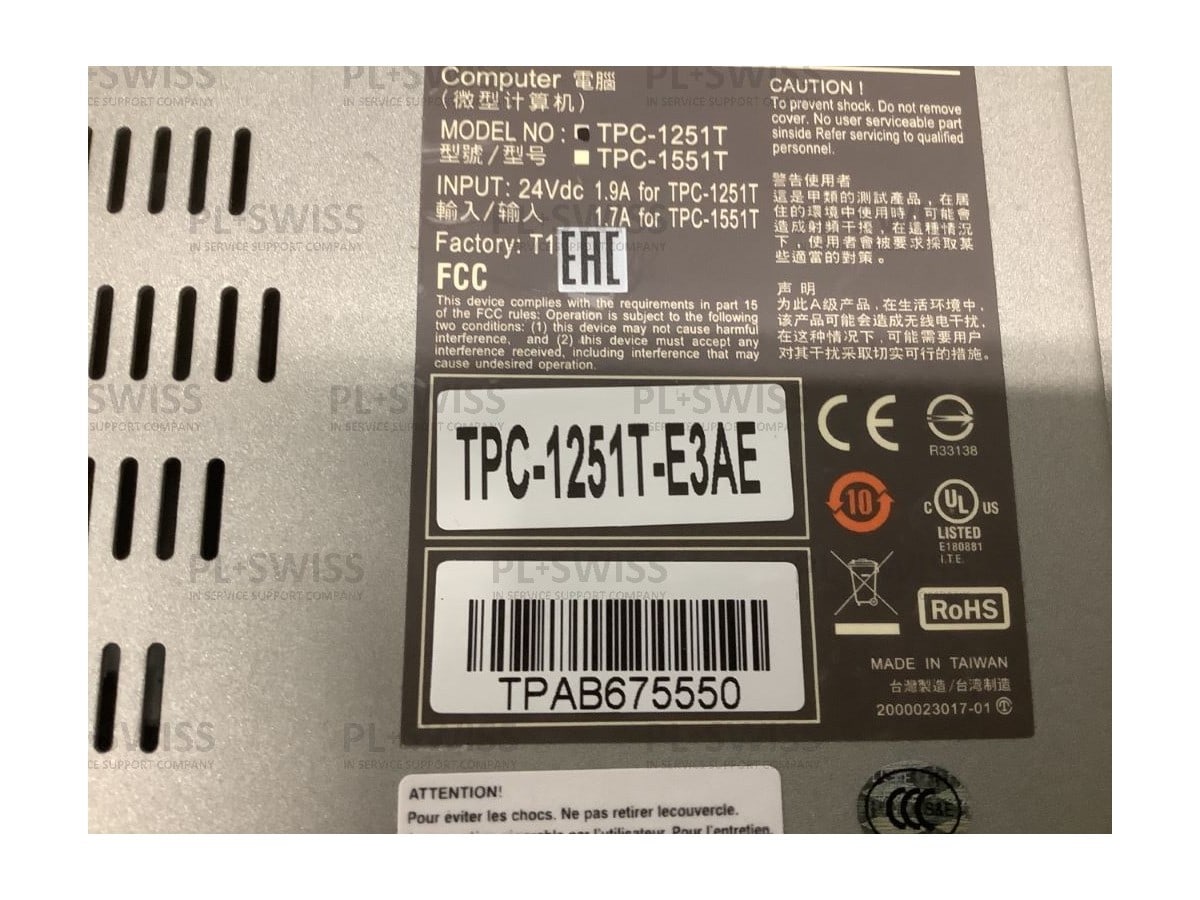 Computer 電腦
(微型计算机)
MODEL NO : TPC-1251T
型號/型号 TPC-1551T
INPUT: 24Vdc 1.9A for TPC-1251T
輸入/输入 1.7A for TPC-1551T
Factory: T1
EAC
FCC
This device complies with the requirements in part 15
of the FCC rules: Operation is subject to the following
two conditions: (1) this device may not cause harmful
interference, and (2) this device must accept any
interference received, including interference that may
cause undesired operation.
CAUTION !
To prevent shock. Do not remove
cover. No user serviceable part
sinside Refer servicing to qualified
personnel.
警告使用者
這是甲類的測試產品，在居
住的環境中使用時，可能會
造成射頻干擾，在這種情況
下，使用者會被要求採取某
些適當的對策。
声 明
为此A级产品，在生活环境中，
该产品可能会造成无线电干扰，
在这种情况下，可能需要用户
对其干扰采取切实可行的措施。
TPC-1251T-E3AE
TPAB675550
CE
R33138
10
C UL US
LISTED
E180881
I.T.E.
RoHS
MADE IN TAIWAN
台灣製造/台湾制造
2000023017-01
ATTENTION!
Pour éviter les chocs. Ne pas retirer lecouvercle.
par l'utilisateur. Pour l'entretien,
CCC S&E
PL+SWISS
IN SERVICE SUPPORT COMPANY